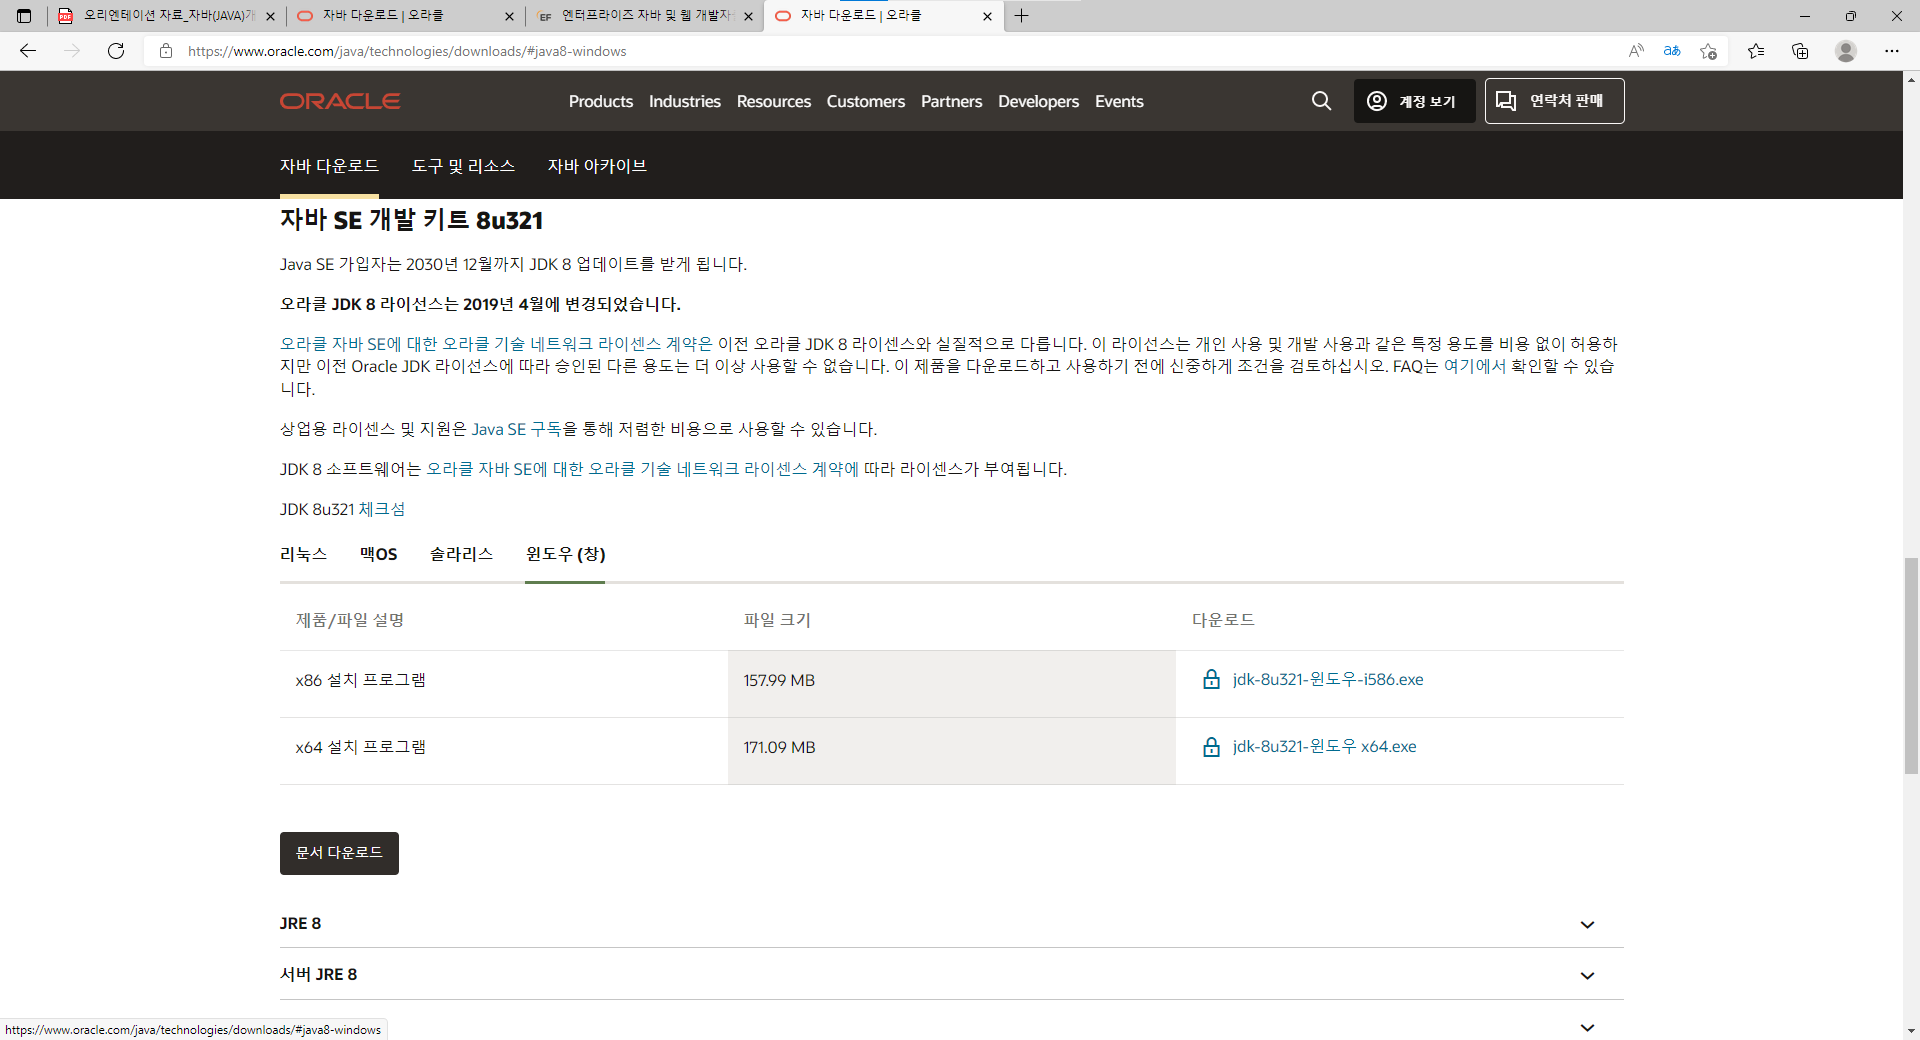 오리엔테이션 자료_자바(JAVA)개
자바 다운로드 | 오라클
엔터프라이즈 자바 및 웹 개발자
자바 다운로드 | 오라클
https://www.oracle.com/java/technologies/downloads/#java8-windows
ORACLE
Products Industries Resources Customers Partners Developers Events
계정 보기
연락처 판매
자바 다운로드 도구 및 리소스 자바 아카이브
자바 SE 개발 키트 8u321
Java SE 가입자는 2030년 12월까지 JDK 8 업데이트를 받게 됩니다.
오라클 JDK 8 라이선스는 2019년 4월에 변경되었습니다.
오라클 자바 SE에 대한 오라클 기술 네트워크 라이센스 계약은 이전 오라클 JDK 8 라이센스와 실질적으로 다릅니다. 이 라이선스는 개인 사용 및 개발 사용과 같은 특정 용도를 비용 없이 허용하
지만 이전 Oracle JDK 라이선스에 따라 승인된 다른 용도는 더 이상 사용할 수 없습니다. 이 제품을 다운로드하고 사용하기 전에 신중하게 조건을 검토하십시오. FAQ는 여기에서 확인할 수 있습
니다.
상업용 라이센스 및 지원은 Java SE 구독을 통해 저렴한 비용으로 사용할 수 있습니다.
JDK 8 소프트웨어는 오라클 자바 SE에 대한 오라클 기술 네트워크 라이센스 계약에 따라 라이센스가 부여됩니다.
JDK 8u321 체크섬
리눅스 맥OS 솔라리스 윈도우 (창)
제품/파일 설명 파일 크기 다운로드
x86 설치 프로그램 157.99 MB jdk-8u321-윈도우-i586.exe
x64 설치 프로그램 171.09 MB jdk-8u321-윈도우 x64.exe
문서 다운로드
JRE 8
서버 JRE 8
https://www.oracle.com/java/technologies/downloads/#java8-windows